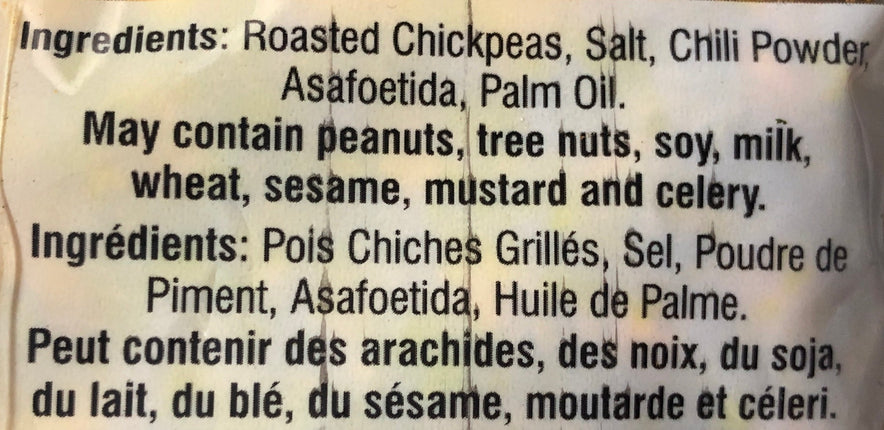 Ingredients: Roasted Chickpeas, Salt, Chili Powder,
Asafoetida, Palm Oil.
May contain peanuts, tree nuts, soy, milk,
wheat, sesame, mustard and celery.
Ingrédients: Pois Chiches Grillés, Sel, Poudre de
Piment, Asafoetida, Huile de Palme.
Peut contenir des arachides, des noix, du soja,
du lait, du blé, du sésame, moutarde et céleri.